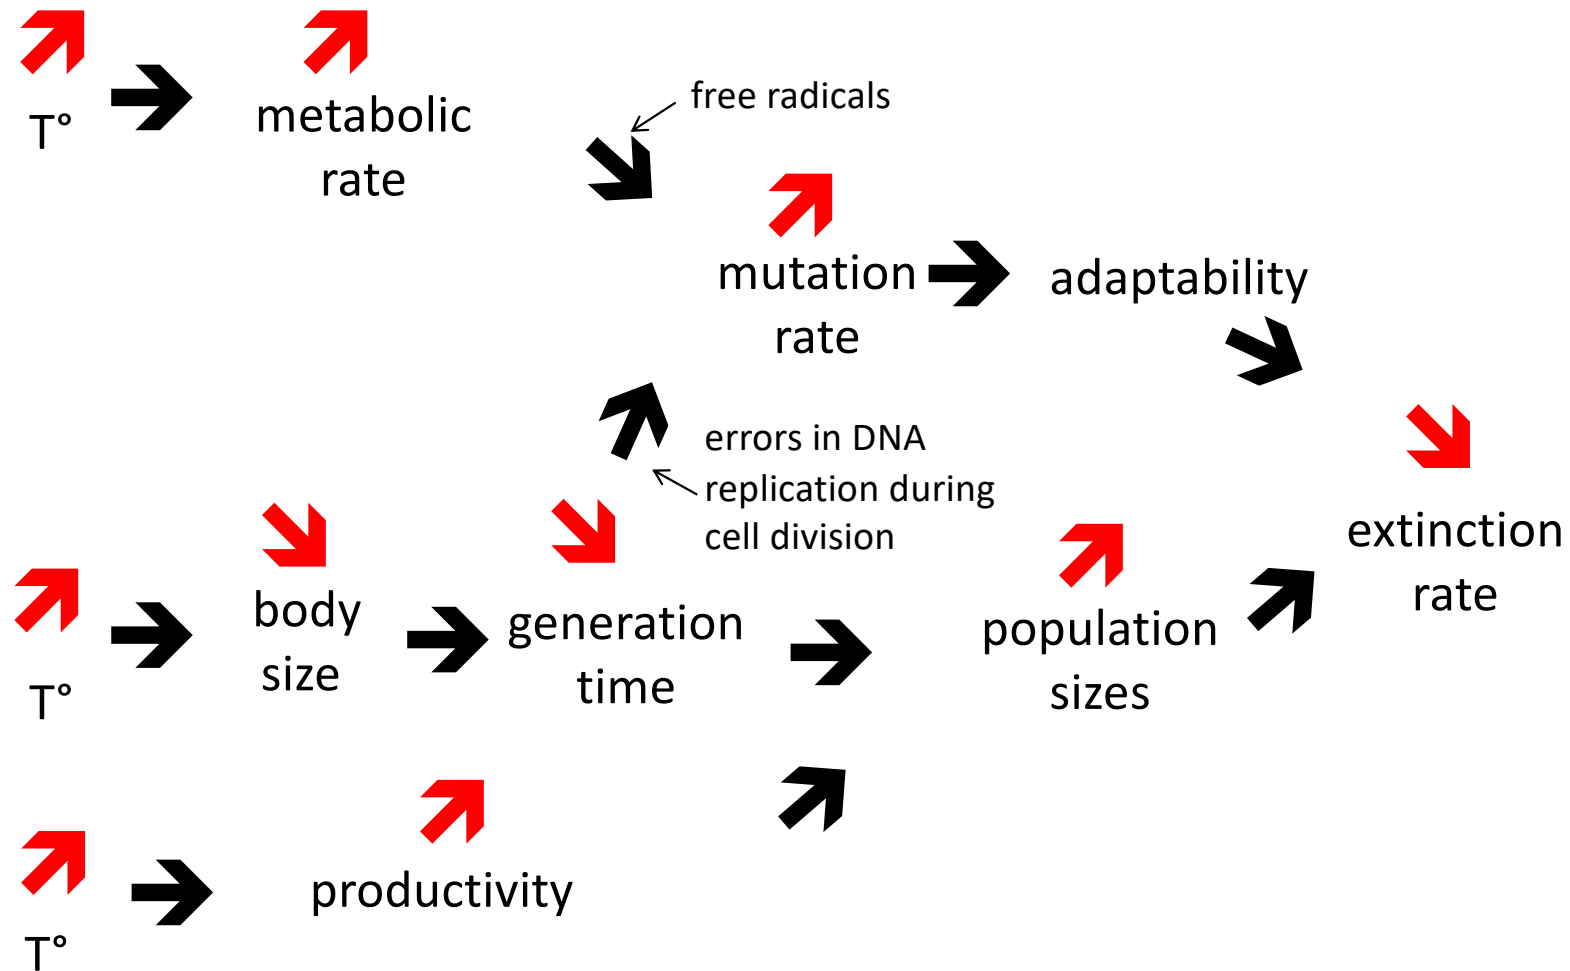 T°
metabolic
rate
free radicals
mutation
rate
adaptability
errors in DNA
replication during
cell division
T°
body
size
generation
time
population
sizes
extinction
rate
T°
productivity